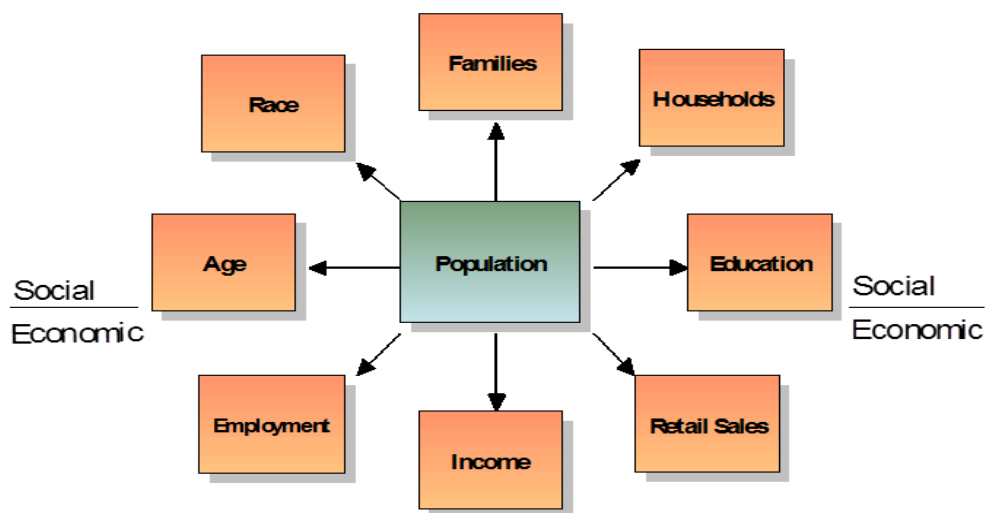 Families
Households
Race
Age
Population
Education
Social
Economic
Social
Economic
Employment
Income
Retail Sales